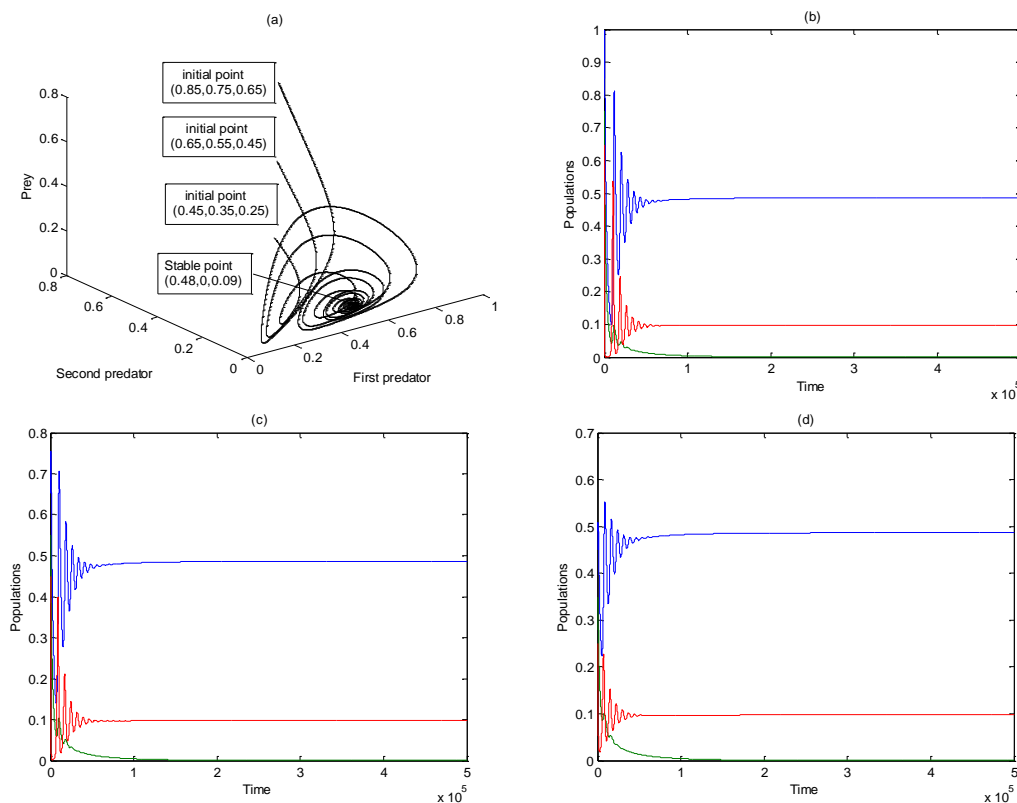 (a)
initial point
(0.85,0.75,0.65)
initial point
(0.65,0.55,0.45)
initial point
(0.45,0.35,0.25)
Stable point
(0.48,0,0.09)
Prey
0.8
0.6
0.4
0.2
0
0.8
0.6
0.4
0.2
0
Second predator
0
0.2
0.4
0.6
0.8
1
First predator
(b)
Populations
1
0.9
0.8
0.7
0.6
0.5
0.4
0.3
0.2
0.1
0
0 1 2 3 4 5
Time
x 10^5
(c)
Populations
0.8
0.7
0.6
0.5
0.4
0.3
0.2
0.1
0
0 1 2 3 4 5
Time
x 10^5
(d)
Populations
0.7
0.6
0.5
0.4
0.3
0.2
0.1
0
0 1 2 3 4 5
Time
x 10^5